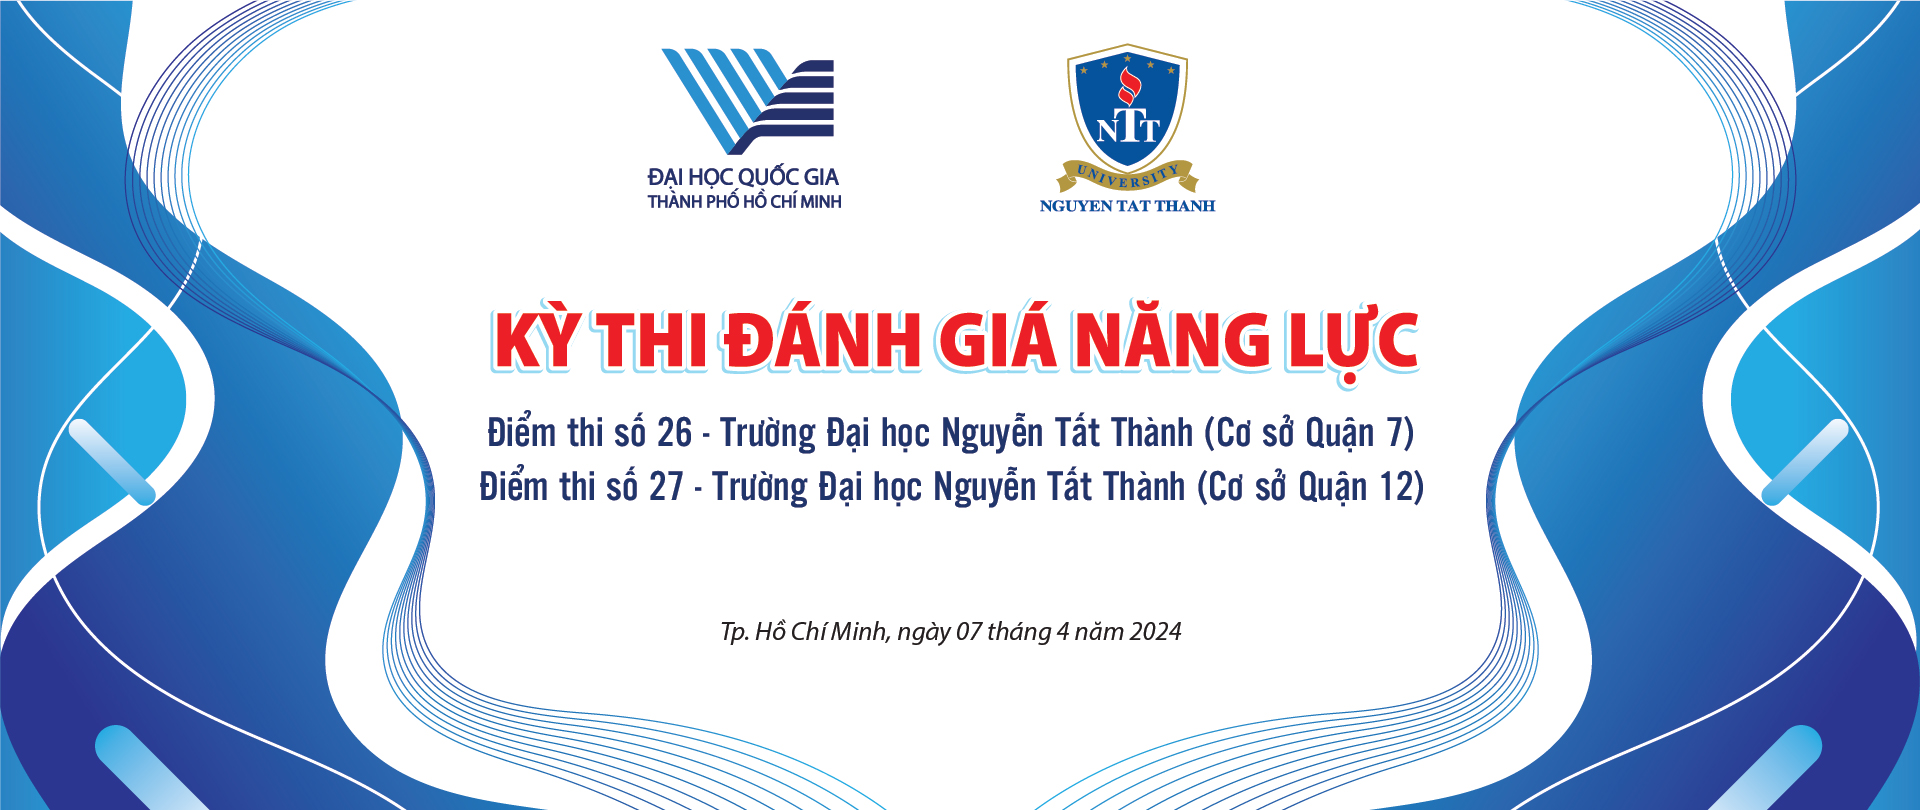 ĐẠI HỌC QUỐC GIA
THÀNH PHỐ HỒ CHÍ MINH
NTT
UNIVERSITY
NGUYEN TAT THANH
KỲ THI ĐÁNH GIÁ NĂNG LỰC
Điểm thi số 26 - Trường Đại học Nguyễn Tất Thành (Cơ sở Quận 7)
Điểm thi số 27 - Trường Đại học Nguyễn Tất Thành (Cơ sở Quận 12)
Tp. Hồ Chí Minh, ngày 07 tháng 4 năm 2024